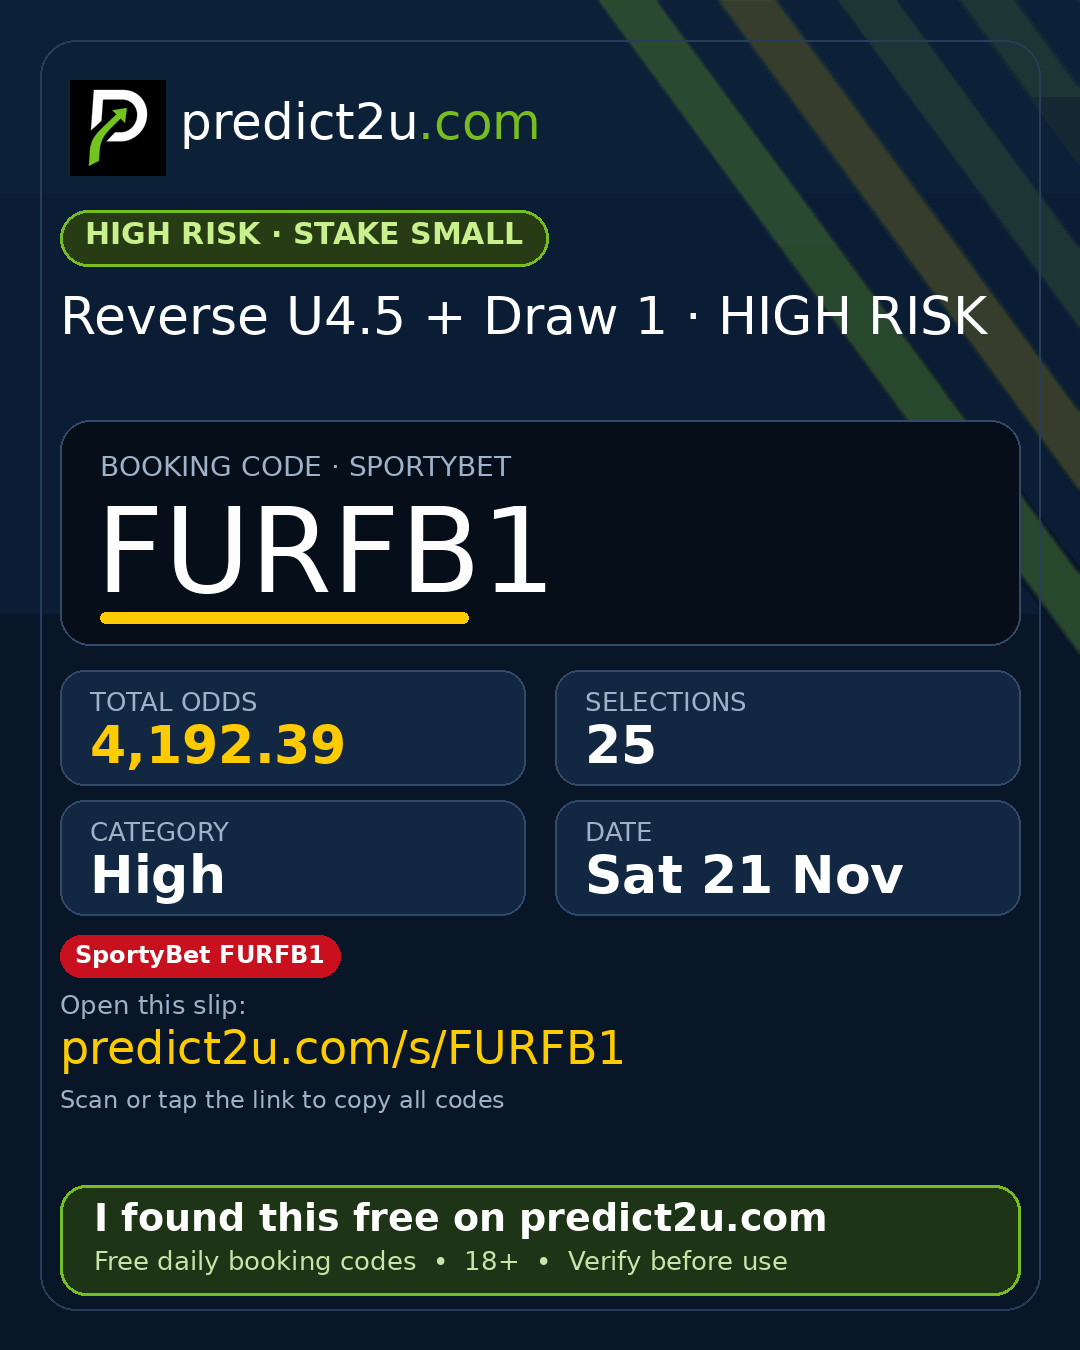 predict2u.com
HIGH RISK · STAKE SMALL
Reverse U4.5 + Draw 1 · HIGH RISK
BOOKING CODE · SPORTYBET
FURFB1
TOTAL ODDS
4,192.39
SELECTIONS
25
CATEGORY
High
DATE
Sat 21 Nov
SportyBet FURFB1
Open this slip:
predict2u.com/s/FURFB1
Scan or tap the link to copy all codes
I found this free on predict2u.com
Free daily booking codes • 18+ • Verify before use